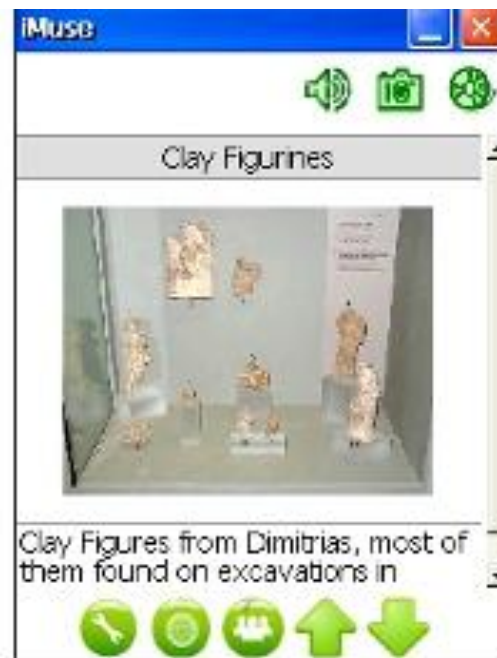 iMuse
Clay Figurines
Clay Figures from Dimitrias, most of
them found on excavations in